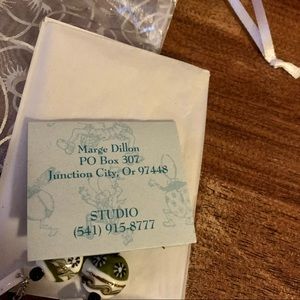 Marge Dillon
PO Box 307
Junction City, Or 97448
STUDIO
(541) 915-8777